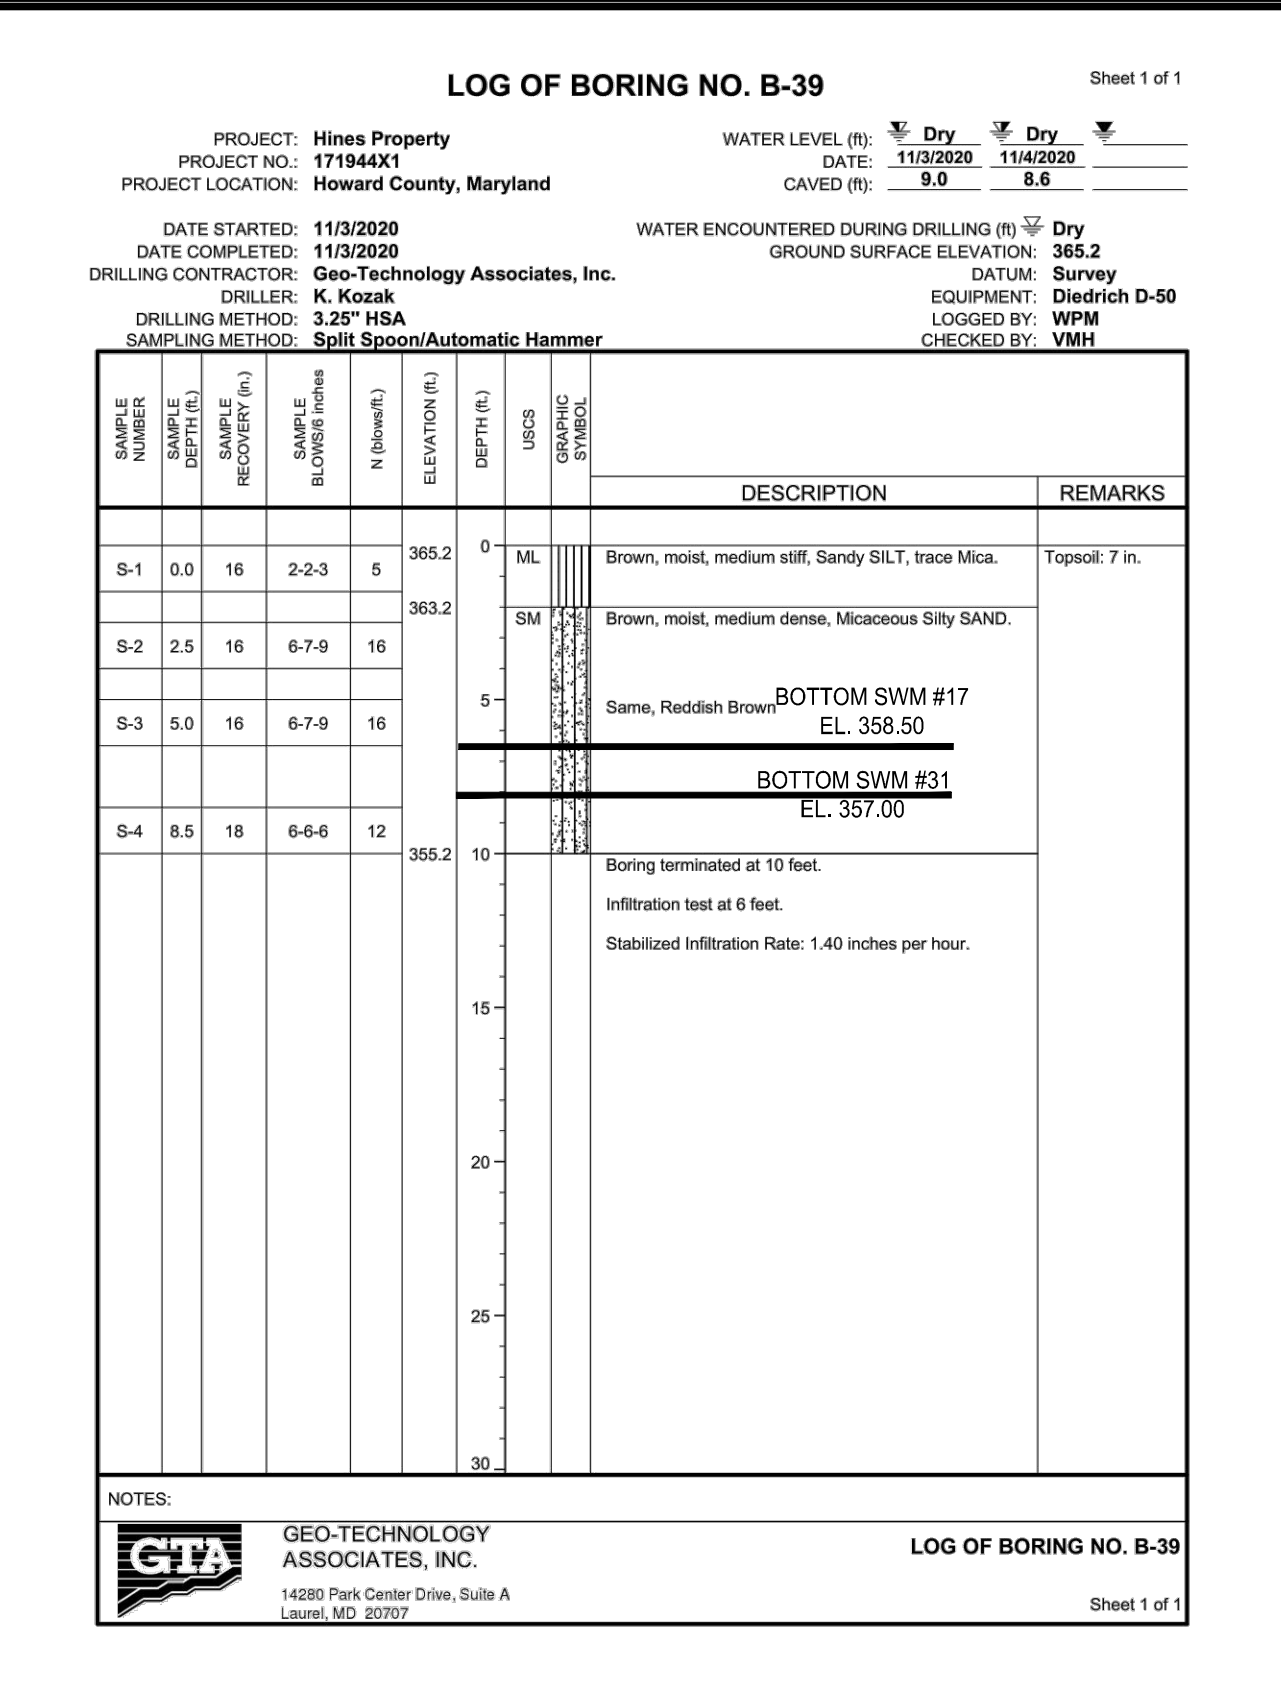 LOG OF BORING NO. B-39
Sheet 1 of 1
PROJECT: Hines Property
PROJECT NO.: 171944X1
PROJECT LOCATION: Howard County, Maryland
WATER LEVEL (ft): Dry Dry
DATE: 11/3/2020 11/4/2020
CAVED (ft): 9.0 8.6
DATE STARTED: 11/3/2020
DATE COMPLETED: 11/3/2020
DRILLING CONTRACTOR: Geo-Technology Associates, Inc.
DRILLER: K. Kozak
DRILLING METHOD: 3.25" HSA
SAMPLING METHOD: Split Spoon/Automatic Hammer
WATER ENCOUNTERED DURING DRILLING (ft) Dry
GROUND SURFACE ELEVATION: 365.2
DATUM: Survey
EQUIPMENT: Diedrich D-50
LOGGED BY: WPM
CHECKED BY: VMH
SAMPLE NUMBER
SAMPLE DEPTH (ft.)
SAMPLE RECOVERY (in.)
SAMPLE BLOWS/6 inches
N (blows/ft.)
ELEVATION (ft.)
DEPTH (ft.)
USCS
GRAPHIC SYMBOL
DESCRIPTION
REMARKS
365.2 0 ML Brown, moist, medium stiff, Sandy SILT, trace Mica. Topsoil: 7 in.
S-1 0.0 16 2-2-3 5
363.2 SM Brown, moist, medium dense, Micaceous Silty SAND.
S-2 2.5 16 6-7-9 16
5 Same, Reddish Brown BOTTOM SWM #17
S-3 5.0 16 6-7-9 16 EL. 358.50
BOTTOM SWM #31
EL. 357.00
S-4 8.5 18 6-6-6 12
355.2 10
Boring terminated at 10 feet.
Infiltration test at 6 feet.
Stabilized Infiltration Rate: 1.40 inches per hour.
15
20
25
30
NOTES:
GTA
GEO-TECHNOLOGY
ASSOCIATES, INC.
14280 Park Center Drive, Suite A
Laurel, MD 20707
LOG OF BORING NO. B-39
Sheet 1 of 1